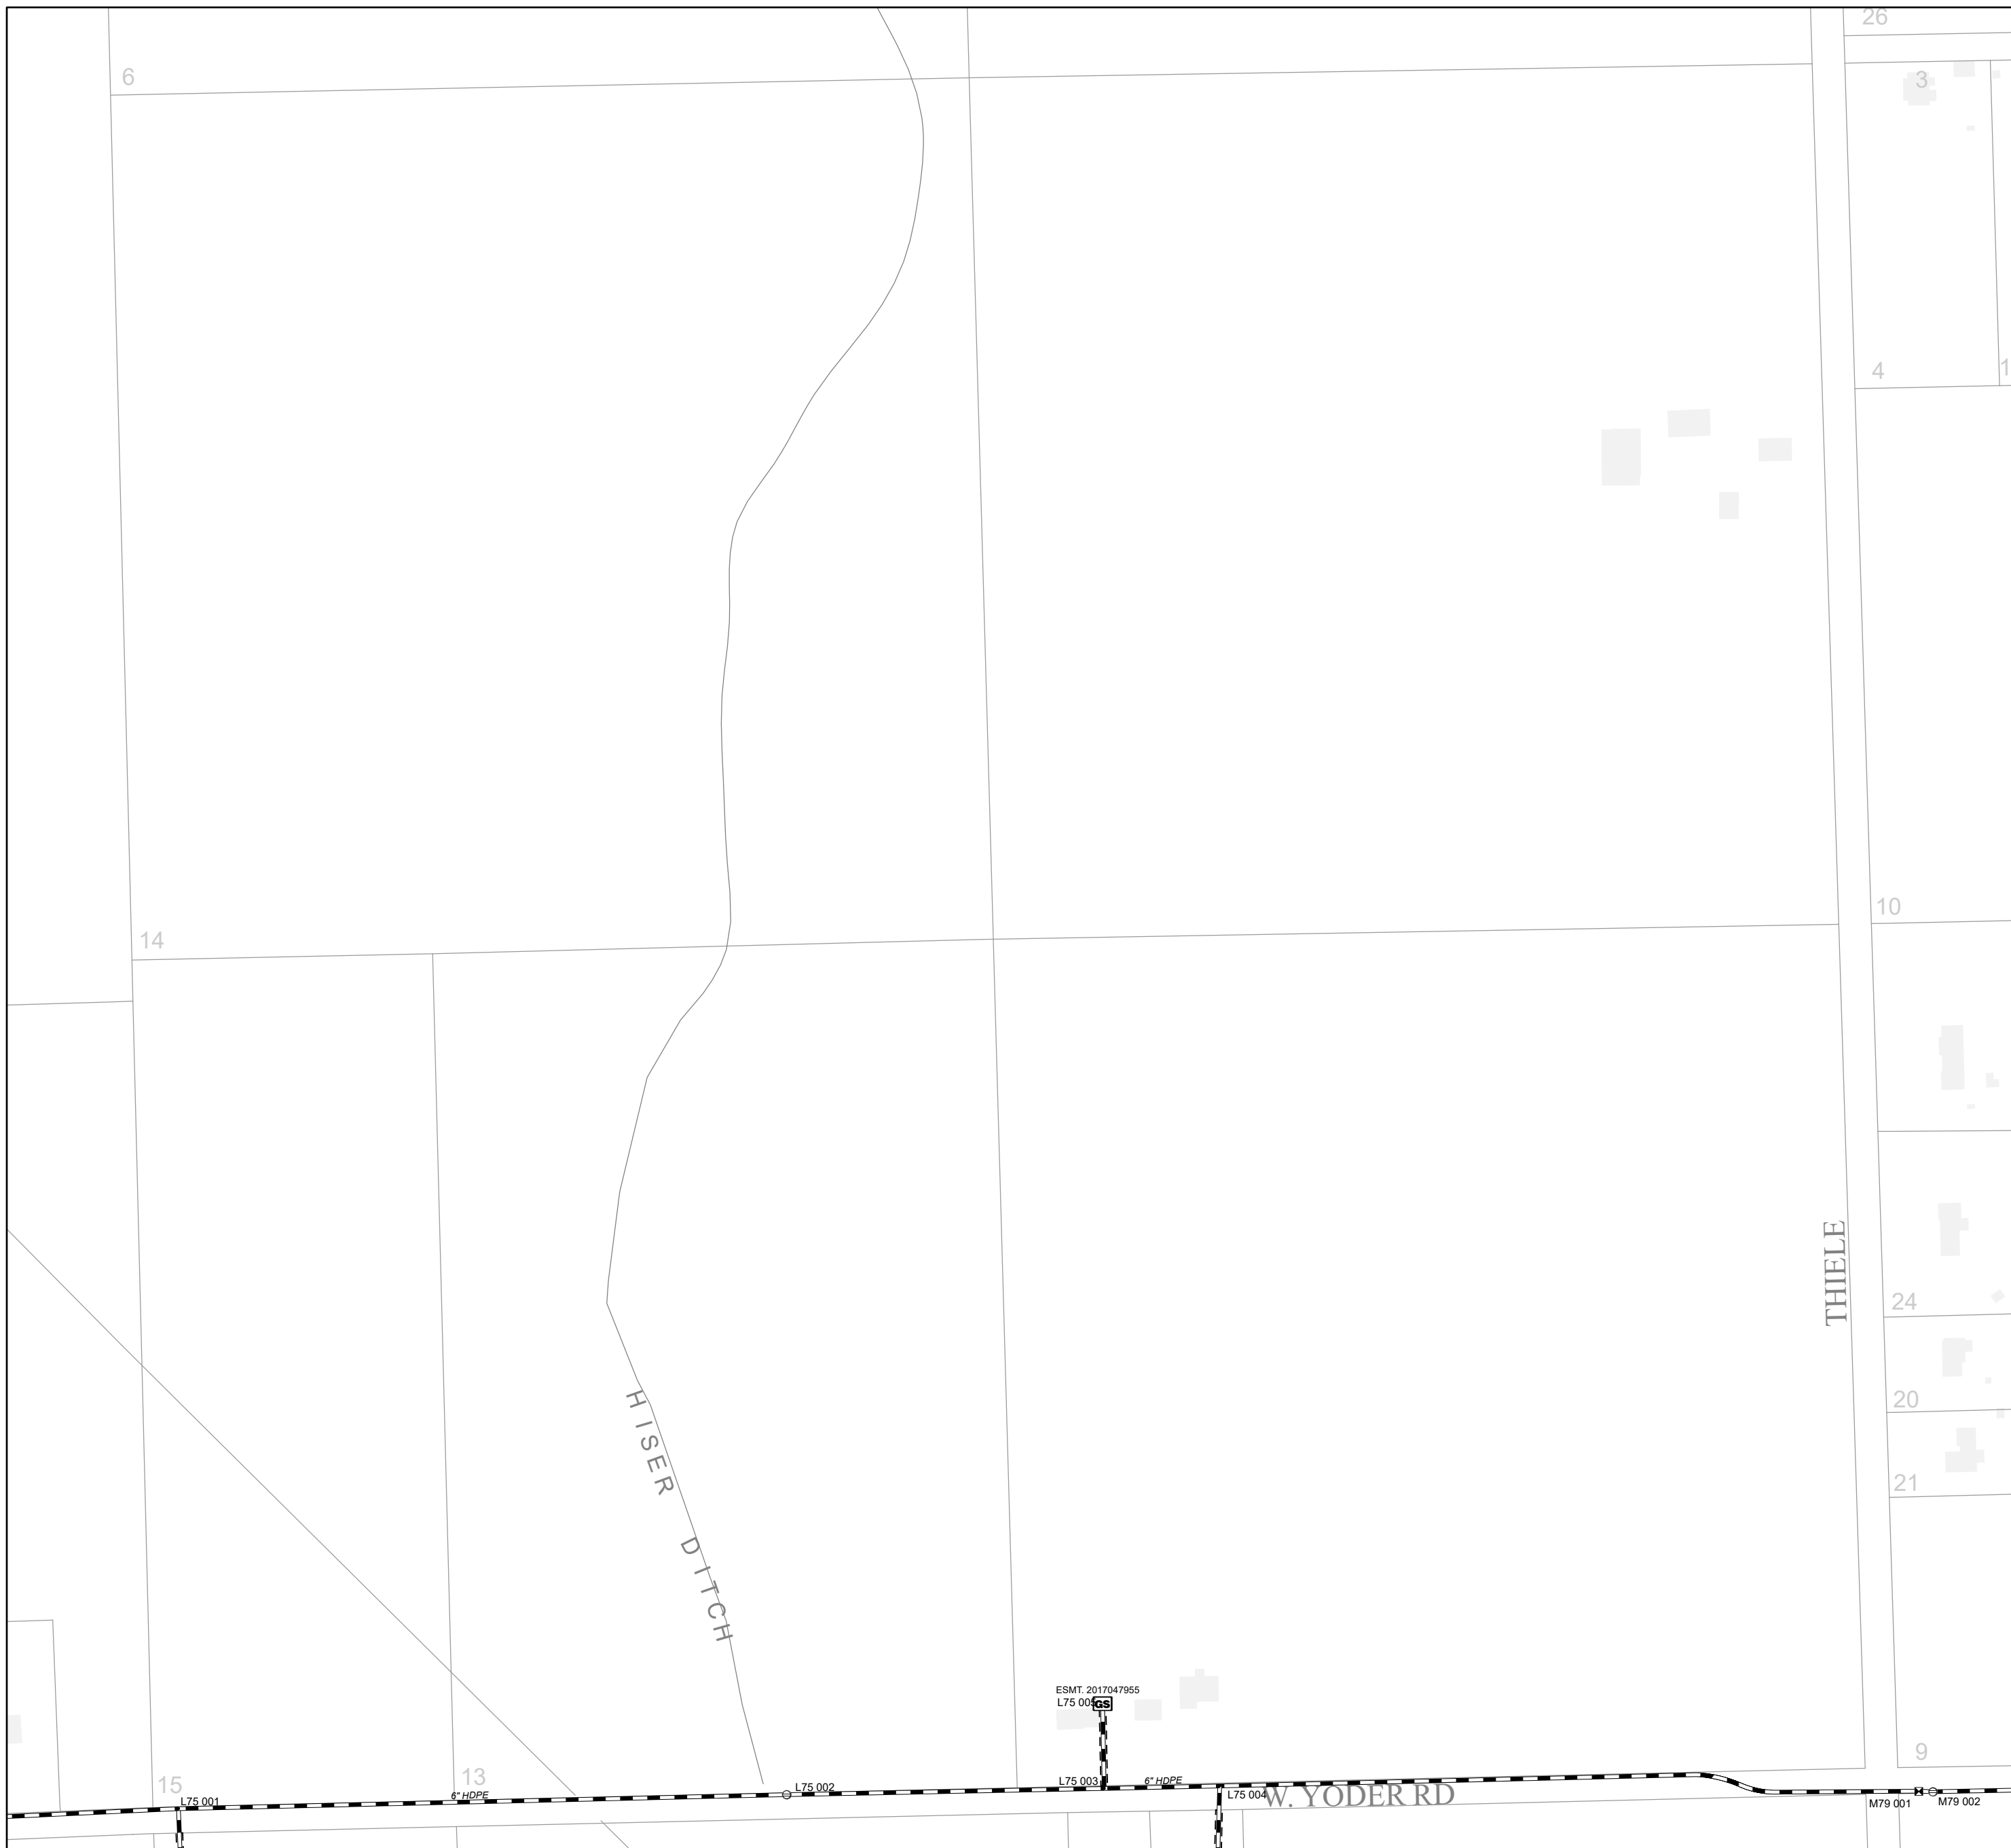 26
6
3
4
1
10
14
THIELE
24
20
HISER DITCH
21
ESMT. 2017047955
L75 005
GS
9
15
13
L75 001
6" HDPE
L75 002
L75 003
6" HDPE
L75 004
W. YODER RD
M79 001
M79 002